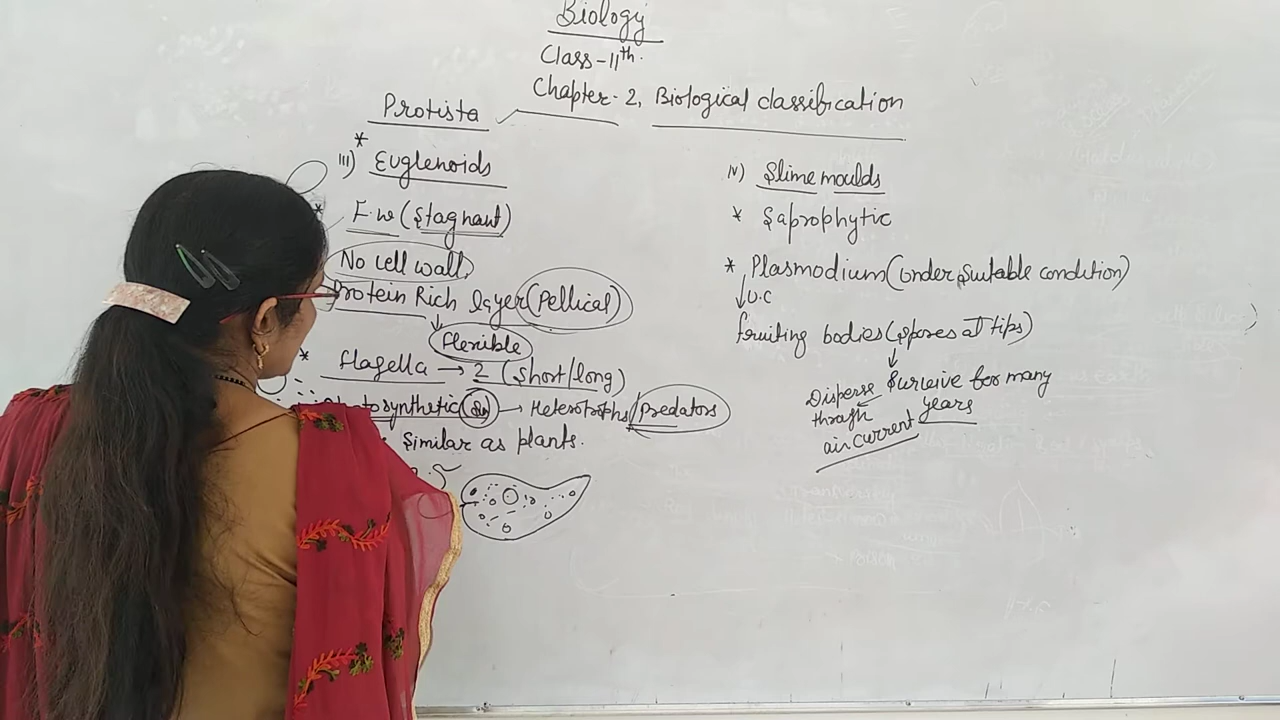 Biology
Class-11th.
Chapter-2, Biological classification
Protista
III) * Euglenoids
F.w (Stagnant)
No cell wall,
Protein Rich layer (Pellical)
flexible
* flagella → 2 (Short/long)
→ Heterotrophs/Predators
Similar as plants.
IV) Slime moulds
* Saprophytic
* Plasmodium (under suitable condition)
U.C
fruiting bodies (spores at tips)
Surveive for many
years
Disperse
through
air current